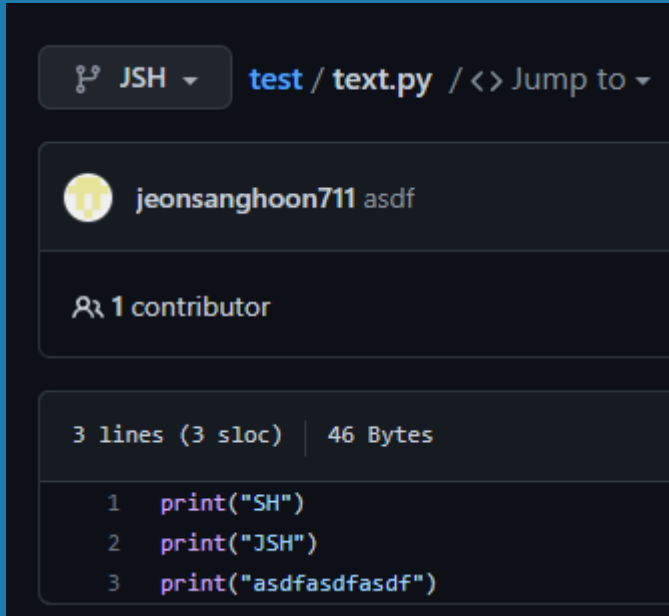 JSH test / text.py / <> Jump to
jeonsanghoon711 asdf
1 contributor
3 lines (3 sloc) 46 Bytes
1 print("SH")
2 print("JSH")
3 print("asdfasdfasdf")